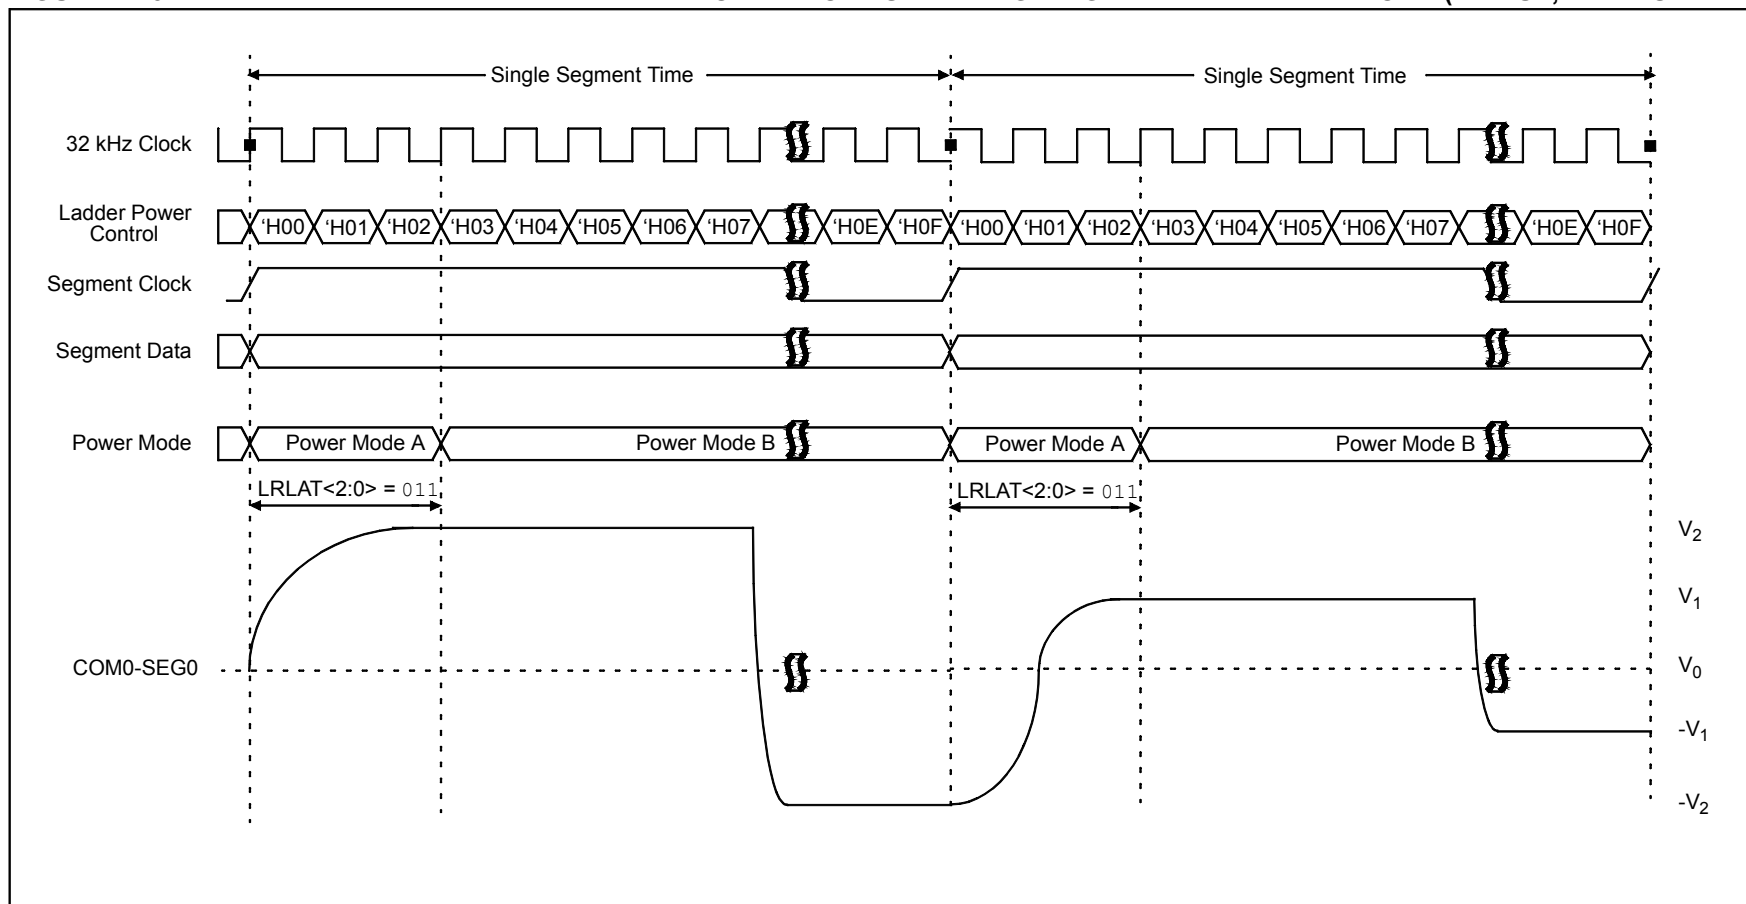 Single Segment Time Single Segment Time
32 kHz Clock
Ladder Power
Control
‘H00 ‘H01 ‘H02 ‘H03 ‘H04 ‘H05 ‘H06 ‘H07 ‘H0E ‘H0F ‘H00 ‘H01 ‘H02 ‘H03 ‘H04 ‘H05 ‘H06 ‘H07 ‘H0E ‘H0F
Segment Clock
Segment Data
Power Mode Power Mode A Power Mode B Power Mode A Power Mode B
LRLAT<2:0> = 011 LRLAT<2:0> = 011
V2
V1
COM0-SEG0 V0
-V1
-V2